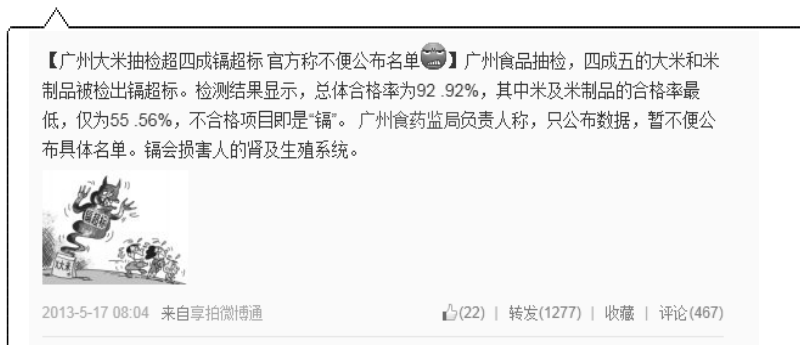 【广州大米抽检超四成镉超标 官方称不便公布名单】广州食品抽检，四成五的大米和米
制品被检出镉超标。检测结果显示，总体合格率为92 .92%，其中米及米制品的合格率最
低，仅为55 .56%，不合格项目即是“镉”。 广州食药监局负责人称，只公布数据，暂不便公
布具体名单。镉会损害人的肾及生殖系统。
镉超标
大米
2013-5-17 08:04 来自享拍微博通 (22) | 转发(1277) | 收藏 | 评论(467)